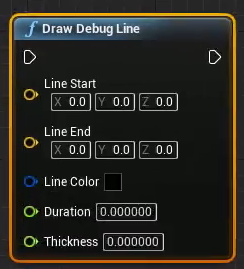 f Draw Debug Line
Line Start
X 0.0 Y 0.0 Z 0.0
Line End
X 0.0 Y 0.0 Z 0.0
Line Color
Duration 0.000000
Thickness 0.000000